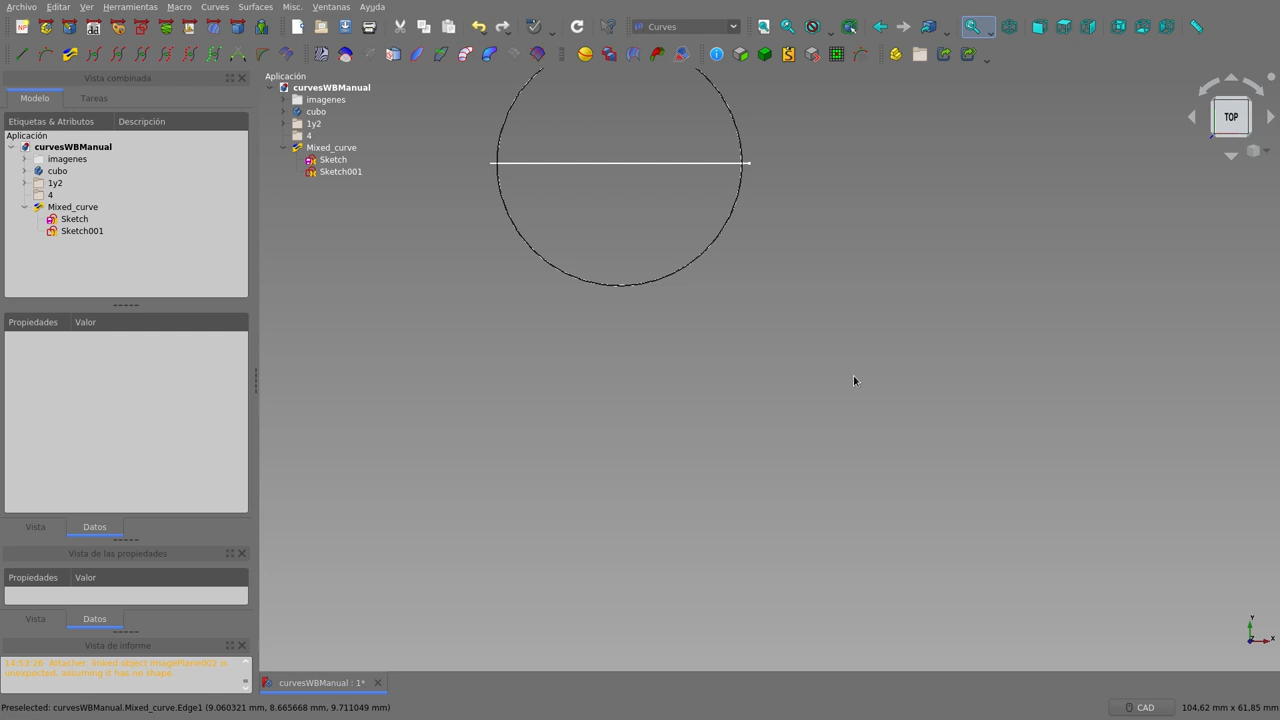 Archivo Editar Ver Herramientas Macro Curves Surfaces Misc. Ventanas Ayuda
Curves
Vista combinada
Modelo Tareas
Etiquetas & Atributos Descripción
Aplicación
curvesWBManual
imagenes
cubo
1y2
4
Mixed_curve
Sketch
Sketch001
Propiedades Valor
Vista Datos
Vista de las propiedades
Propiedades Valor
Vista Datos
Vista de informe
14:53:26 Attacher: linked object ImagePlane002 is
unexpected, assuming it has no shape.
Aplicación
curvesWBManual
imagenes
cubo
1y2
4
Mixed_curve
Sketch
Sketch001
TOP
Y
Z X
curvesWBManual : 1*
Preselected: curvesWBManual.Mixed_curve.Edge1 (9.060321 mm, 8.665668 mm, 9.711049 mm)
CAD
104,62 mm x 61,85 mm